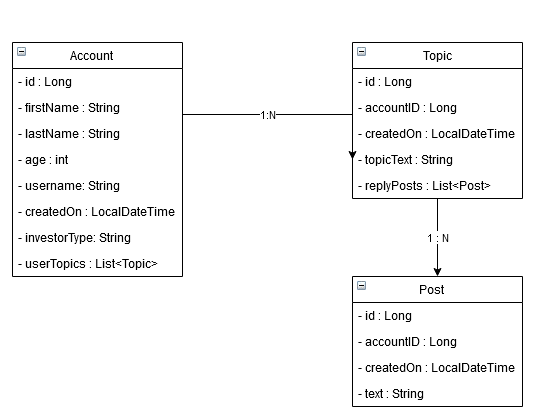 Account
- id : Long
- firstName : String
- lastName : String
- age : int
- username: String
- createdOn : LocalDateTime
- investorType: String
- userTopics : List<Topic>
1:N
Topic
- id : Long
- accountID : Long
- createdOn : LocalDateTime
- topicText : String
- replyPosts : List<Post>
1 : N
Post
- id : Long
- accountID : Long
- createdOn : LocalDateTime
- text : String